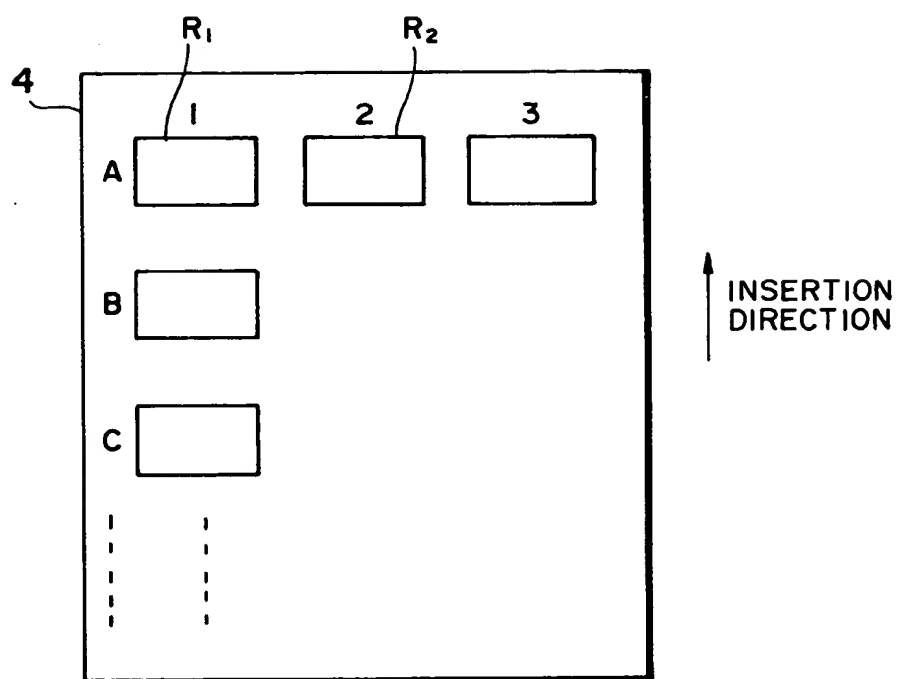 R₁ R₂
4
1 2 3
A
B
C
INSERTION
DIRECTION